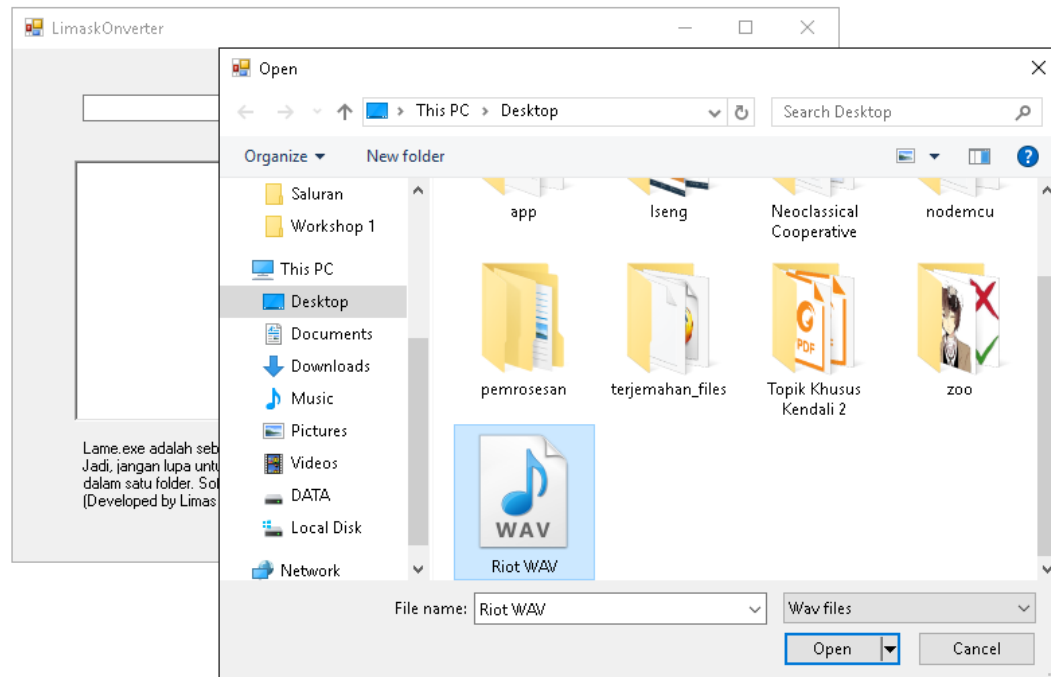 LimaskOnverter
Open
This PC > Desktop
Search Desktop
Organize
New folder
Saluran
Workshop 1
This PC
Desktop
Documents
Downloads
Music
Pictures
Videos
DATA
Local Disk
Network
app
Iseng
Neoclassical
Cooperative
nodemcu
pemrosesan
terjemahan_files
PDF
Topik Khusus
Kendali 2
zoo
WAV
Riot WAV
Lame.exe adalah seb
Jadi, jangan lupa untu
dalam satu folder. Sof
(Developed by Limas
File name: Riot WAV
Wav files
Open
Cancel